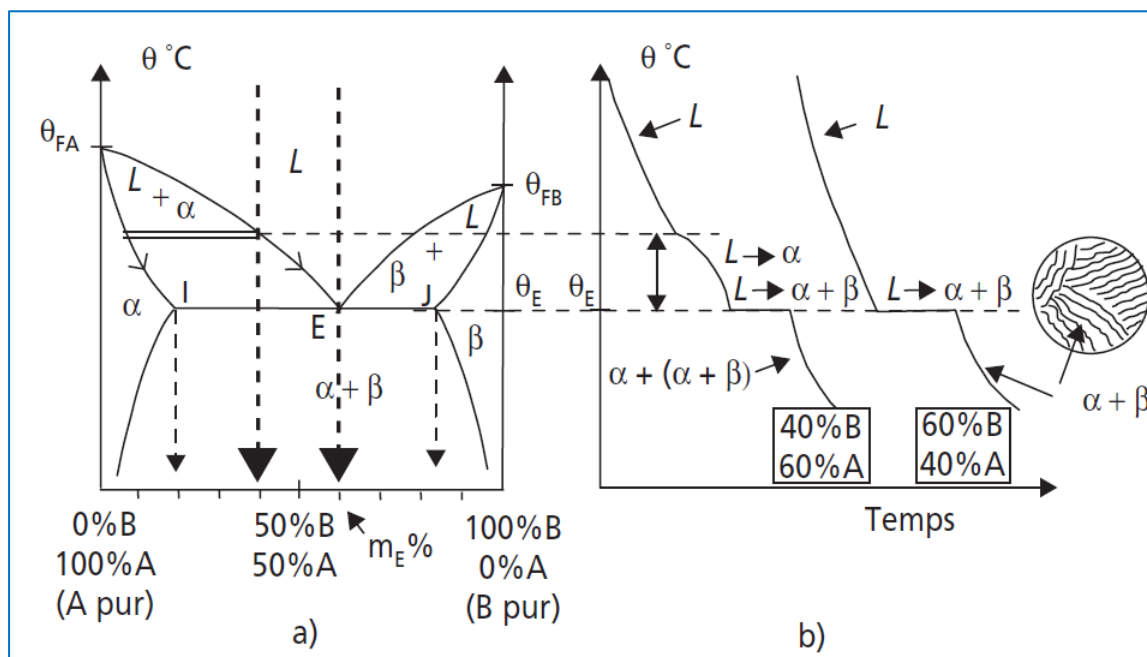 θ °C
θFA
L
+
α
L
θFB
L
+
β
α
I
E
J
β
θE
α + β
0%B
100%A
(A pur)
50%B
50%A
mE%
100%B
0%A
(B pur)
a)
θ °C
L
L
L → α
L → α + β
L → α + β
θE
α + (α + β)
α + β
40%B
60%A
60%B
40%A
Temps
b)